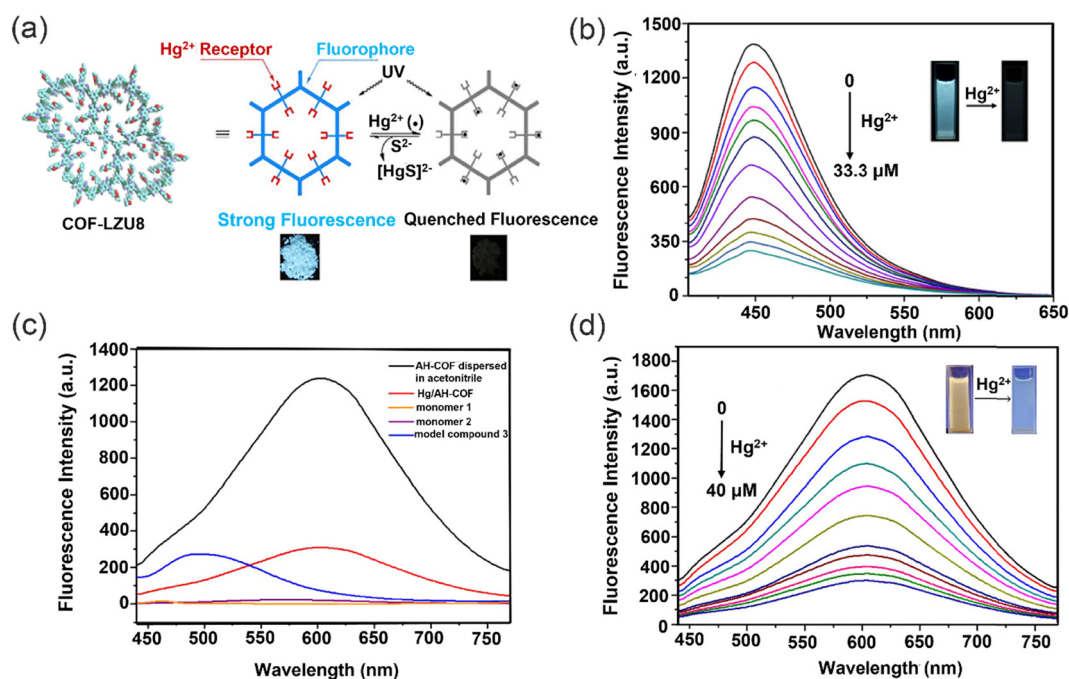 (a)
Hg²⁺ Receptor
Fluorophore
UV
Hg²⁺ (•)
S²⁻
[HgS]²⁻
COF-LZU8
Strong Fluorescence
Quenched Fluorescence
(b)
Fluorescence Intensity (a.u.)
1500
1200
900
600
350
0
0
Hg²⁺
33.3 µM
Hg²⁺
450
500
550
600
650
Wavelength (nm)
(c)
Fluorescence Intensity (a.u.)
1400
1200
1000
800
600
400
200
0
AH-COF dispersed
in acetonitrile
Hg/AH-COF
monomer 1
monomer 2
model compound 3
450
500
550
600
650
700
750
Wavelength (nm)
(d)
Fluorescence Intensity (a.u.)
1800
1600
1400
1200
1000
800
600
400
200
0
0
Hg²⁺
40 µM
Hg²⁺
450
500
550
600
650
700
750
Wavelength (nm)